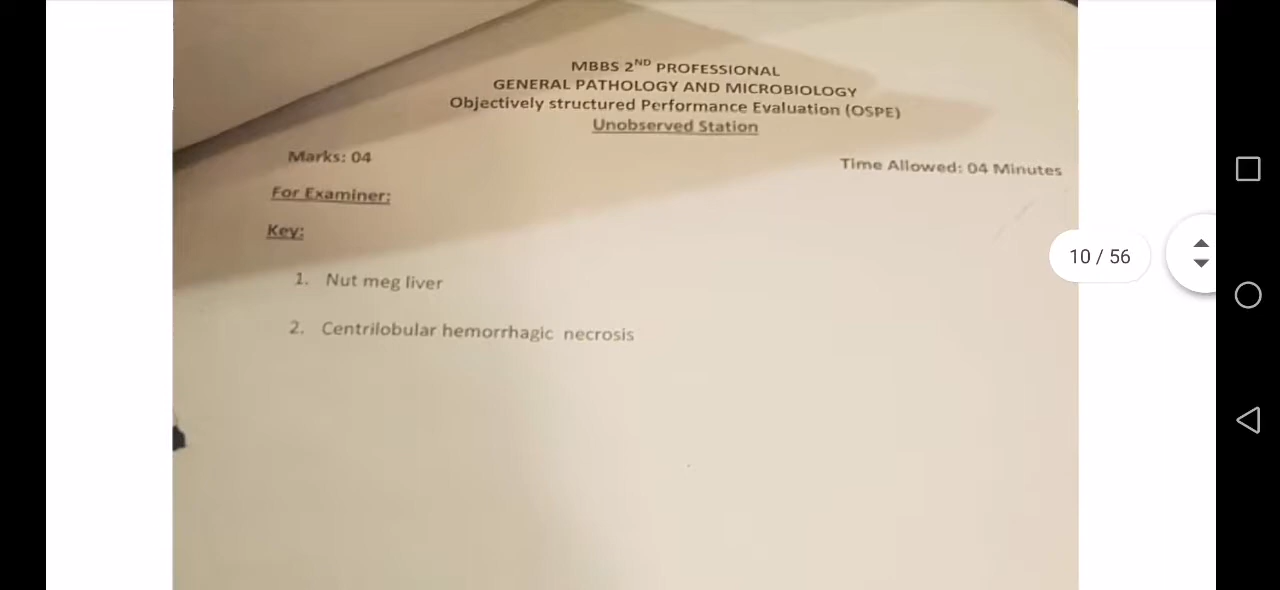 MBBS 2ND PROFESSIONAL
GENERAL PATHOLOGY AND MICROBIOLOGY
Objectively structured Performance Evaluation (OSPE)
Unobserved Station
Marks: 04
Time Allowed: 04 Minutes
For Examiner:
Key:
10 / 56
1. Nut meg liver
2. Centrilobular hemorrhagic necrosis